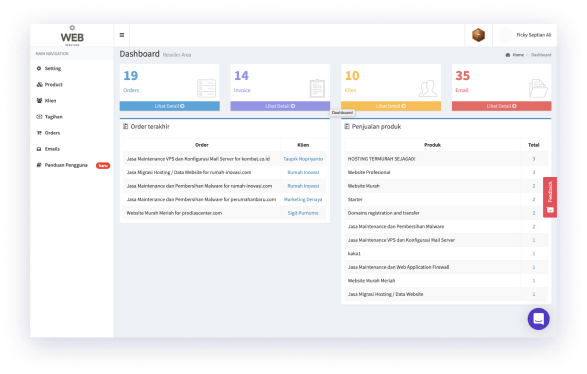 WEB
SERVICES
Ficky Septian Ali
MAIN NAVIGATION
Setting
Product
Klien
Tagihan
Orders
Emails
Panduan Pengguna
baru
Dashboard Reseller Area
Home
Dashboard
19
Orders
Lihat Detail
14
Invoice
Lihat Detail
10
Klien
Lihat Detail
35
Email
Lihat Detail
Dashboard
Order terakhir
Order Klien
Jasa Maintenance VPS dan Konfigurasi Mail Server for kombat.co.id Taupik Nopriyanto
Jasa Migrasi Hosting / Data Website for rumah-inovasi.com Rumah Inovasi
Jasa Maintenance dan Pembersihan Malware for rumah-inovasi.com Rumah Inovasi
Jasa Maintenance dan Pembersihan Malware for perumahanbaru.com Marketing Denaya
Website Murah Meriah for prodiascenter.com Sigit Purnomo
Penjualan produk
Produk Total
HOSTING TERMURAH SEJAGAD! 3
Website Profesional 3
Website Murah 2
Starter 2
Domains registration and transfer 2
Jasa Maintenance dan Pembersihan Malware 2
Jasa Maintenance VPS dan Konfigurasi Mail Server 1
kaka1 1
Jasa Maintenance dan Web Application Firewall 1
Website Murah Meriah 1
Jasa Migrasi Hosting / Data Website 1
Feedback